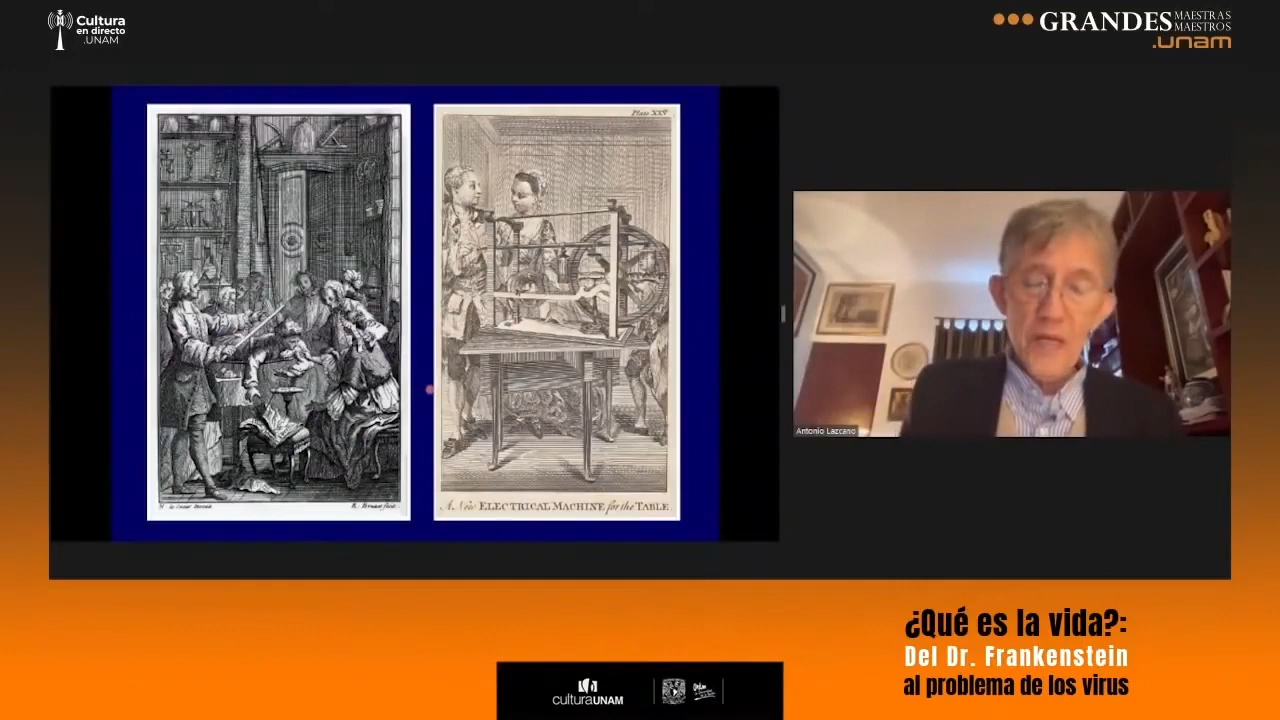 Cultura
en directo
.UNAM
GRANDES MAESTRAS
MAESTROS
.unam
Plate XXV
A New ELECTRICAL MACHINE for the TABLE
Antonio Lazcano
¿Qué es la vida?:
Del Dr. Frankenstein
al problema de los virus
culturaUNAM